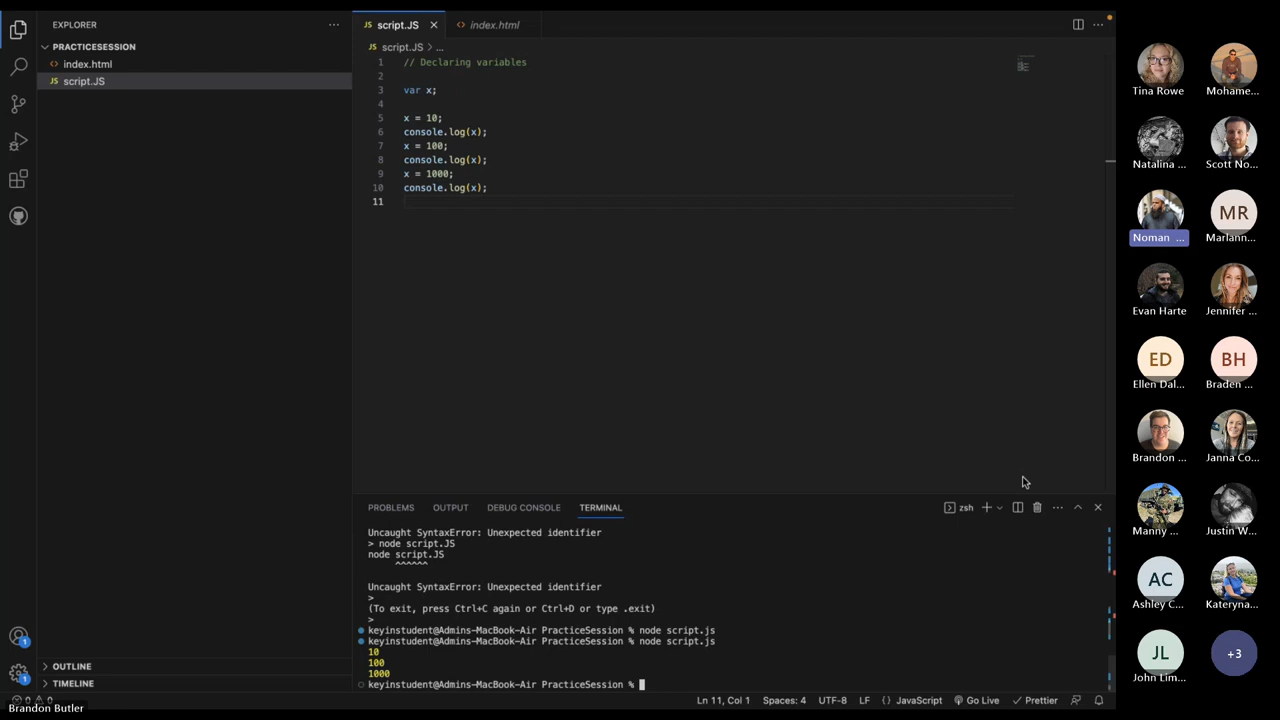 EXPLORER
PRACTICESESSION
index.html
script.JS
OUTLINE
TIMELINE
script.JS
index.html
script.JS > ...
1 // Declaring variables
2
3 var x;
4
5 x = 10;
6 console.log(x);
7 x = 100;
8 console.log(x);
9 x = 1000;
10 console.log(x);
11
PROBLEMS OUTPUT DEBUG CONSOLE TERMINAL
zsh
Uncaught SyntaxError: Unexpected identifier
> node script.JS
node script.JS
^^^^^^
Uncaught SyntaxError: Unexpected identifier
>
(To exit, press Ctrl+C again or Ctrl+D or type .exit)
>
keyinstudent@Admins-MacBook-Air PracticeSession % node script.js
keyinstudent@Admins-MacBook-Air PracticeSession % node script.js
10
100
1000
keyinstudent@Admins-MacBook-Air PracticeSession %
0 0
Ln 11, Col 1 Spaces: 4 UTF-8 LF {} JavaScript Go Live Prettier
Brandon Butler
Tina Rowe
Mohame...
Natalina ...
Scott No...
Noman ...
MR
Mariann...
Evan Harte
Jennifer ...
ED
Ellen Dal...
BH
Braden ...
Brandon ...
Janna Co...
Manny ...
Justin W...
AC
Ashley C...
Kateryna...
JL
John Lim...
+3